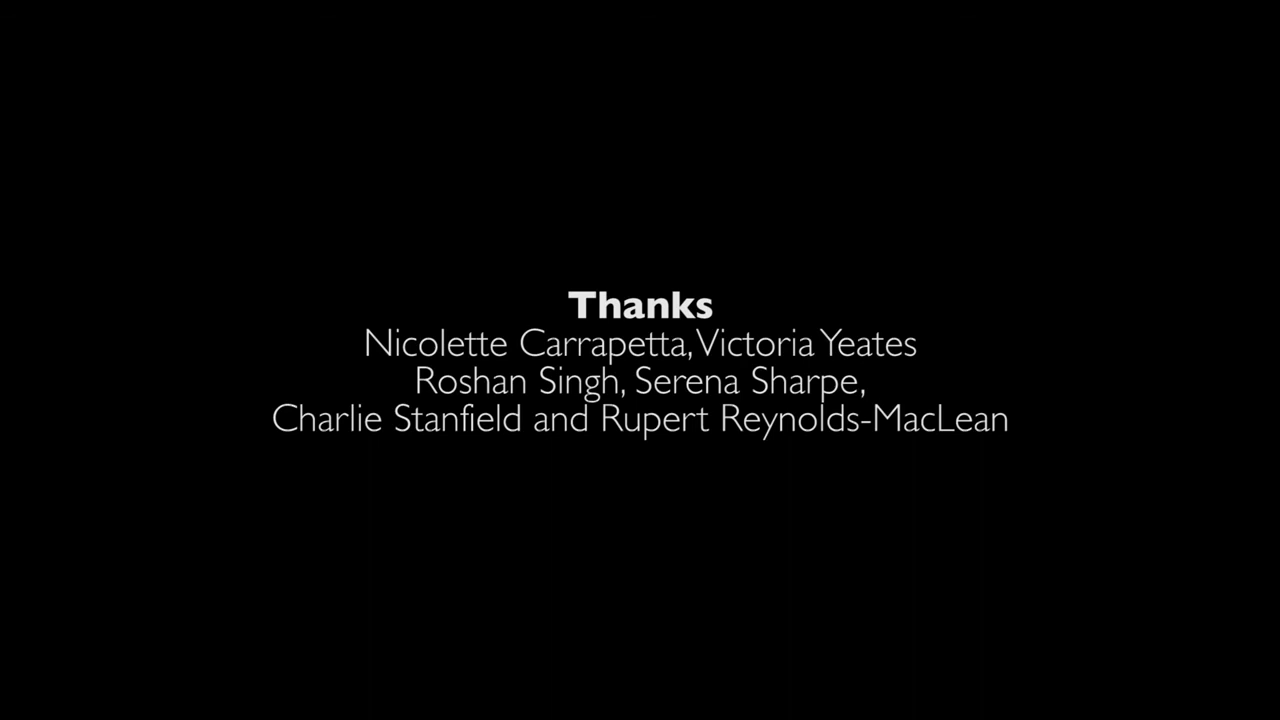 Thanks
Nicolette Carrapetta, Victoria Yeates
Roshan Singh, Serena Sharpe,
Charlie Stanfield and Rupert Reynolds-MacLean